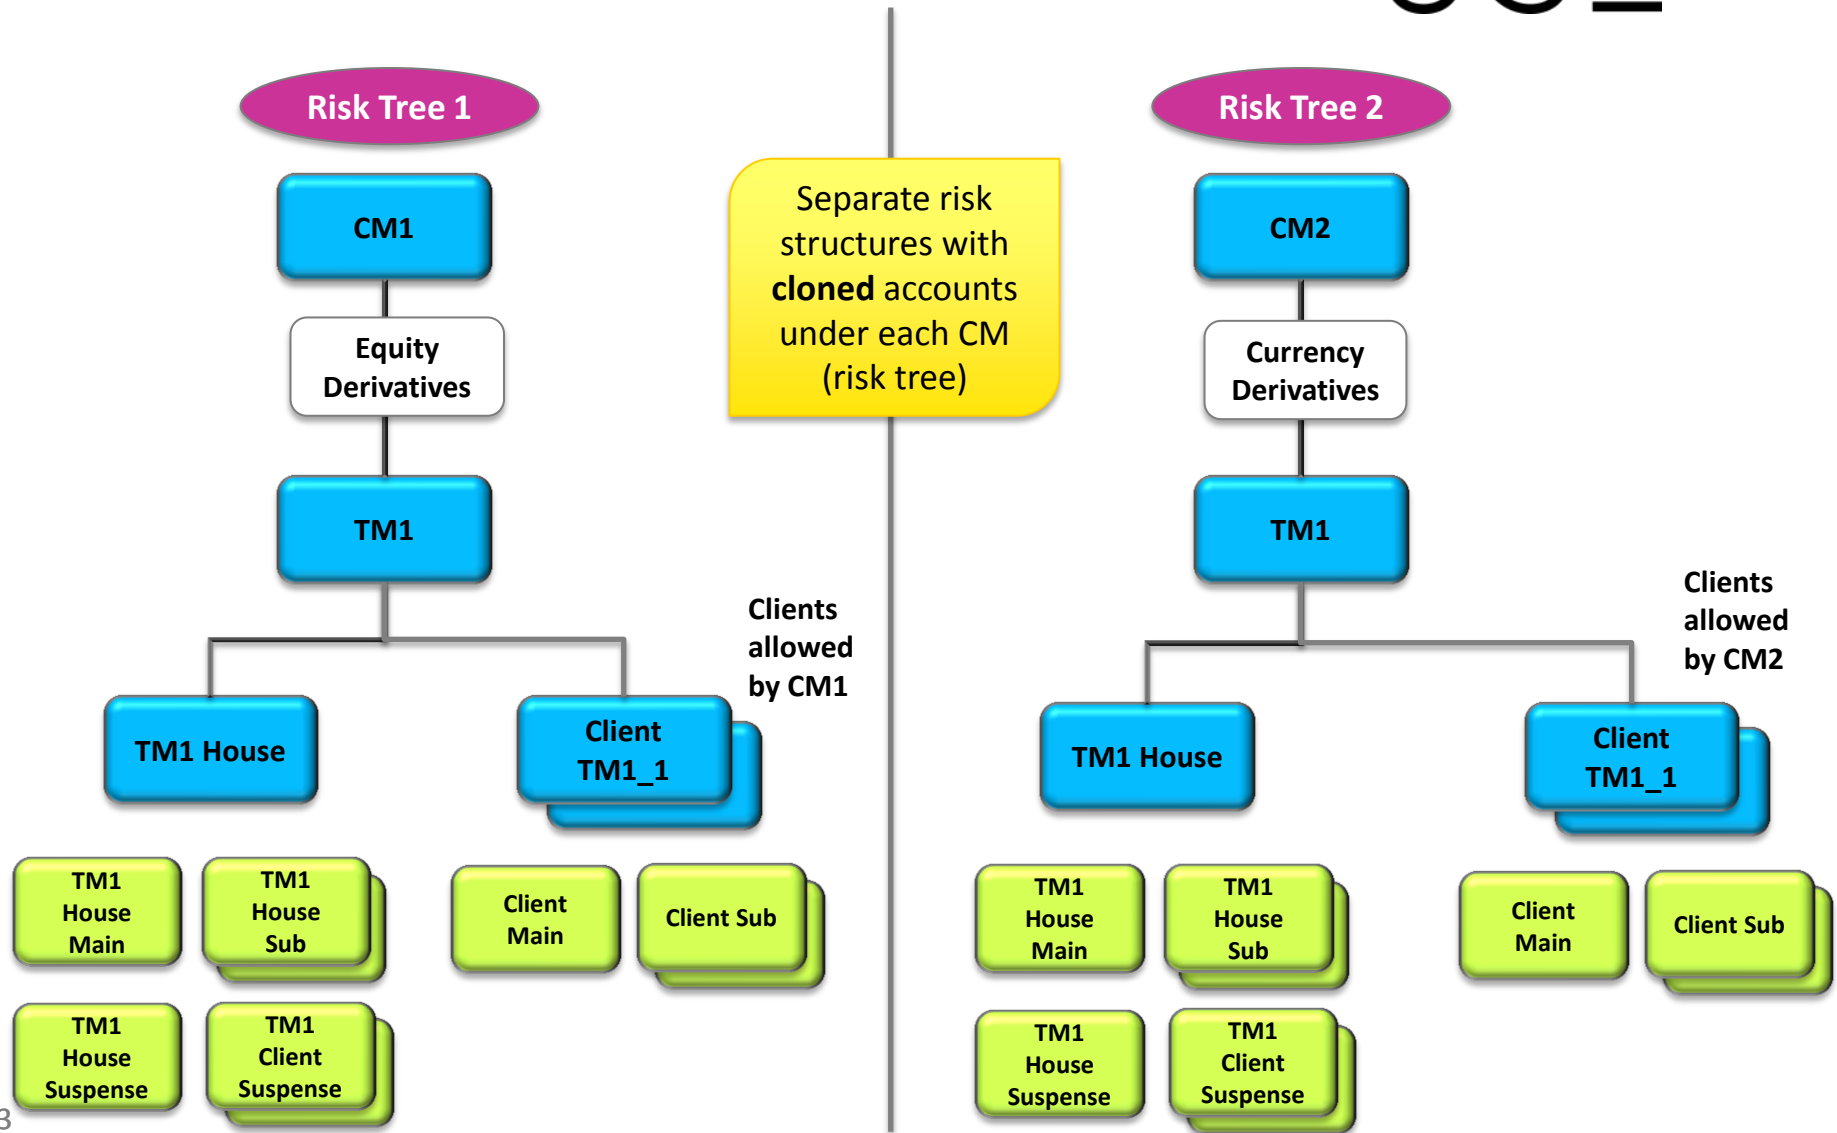 Risk Tree 1
CM1
Equity
Derivatives
TM1
Clients
allowed
by CM1
TM1 House
Client
TM1_1
TM1
House
Main
TM1
House
Sub
Client
Main
Client Sub
TM1
House
Suspense
TM1
Client
Suspense
Separate risk
structures with
cloned accounts
under each CM
(risk tree)
Risk Tree 2
CM2
Currency
Derivatives
TM1
Clients
allowed
by CM2
TM1 House
Client
TM1_1
TM1
House
Main
TM1
House
Sub
Client
Main
Client Sub
TM1
House
Suspense
TM1
Client
Suspense
3